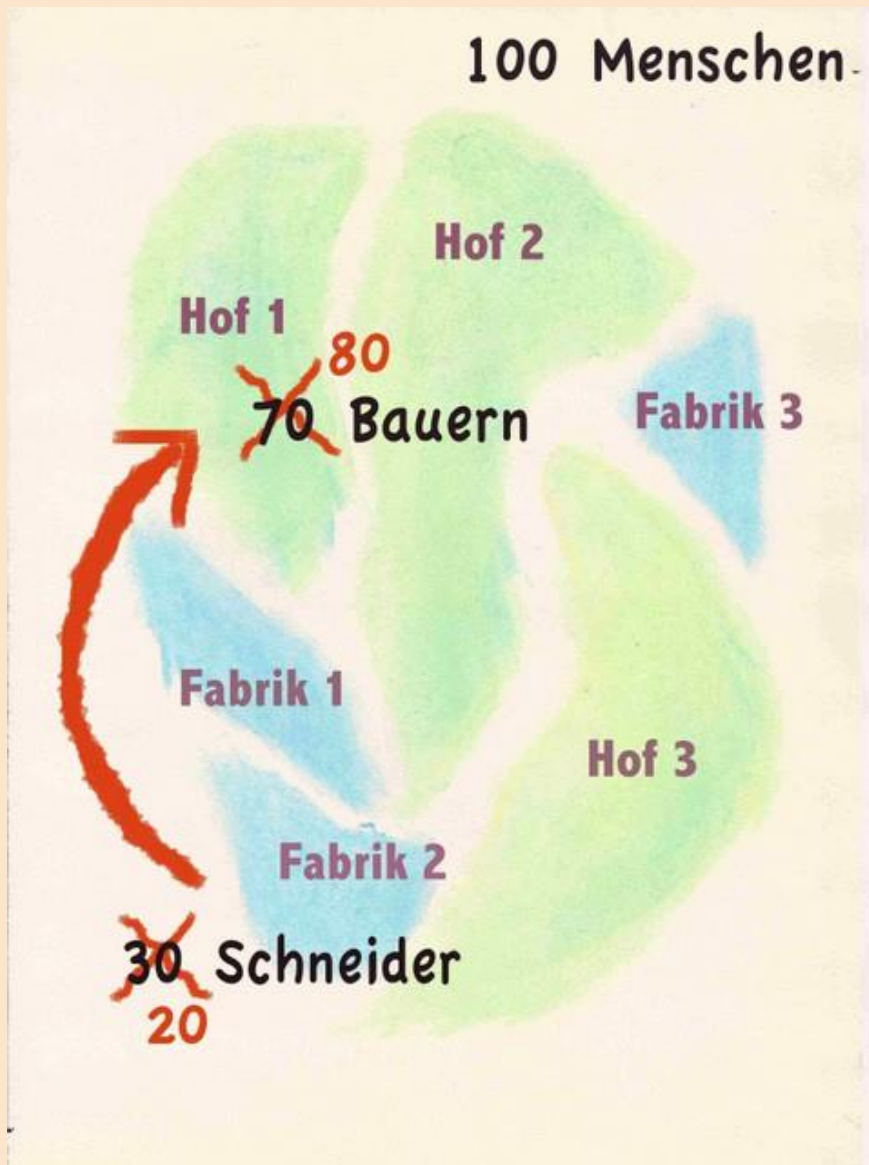 100 Menschen
Hof 2
Hof 1
80
70 Bauern
Fabrik 3
Fabrik 1
Hof 3
Fabrik 2
30 Schneider
20